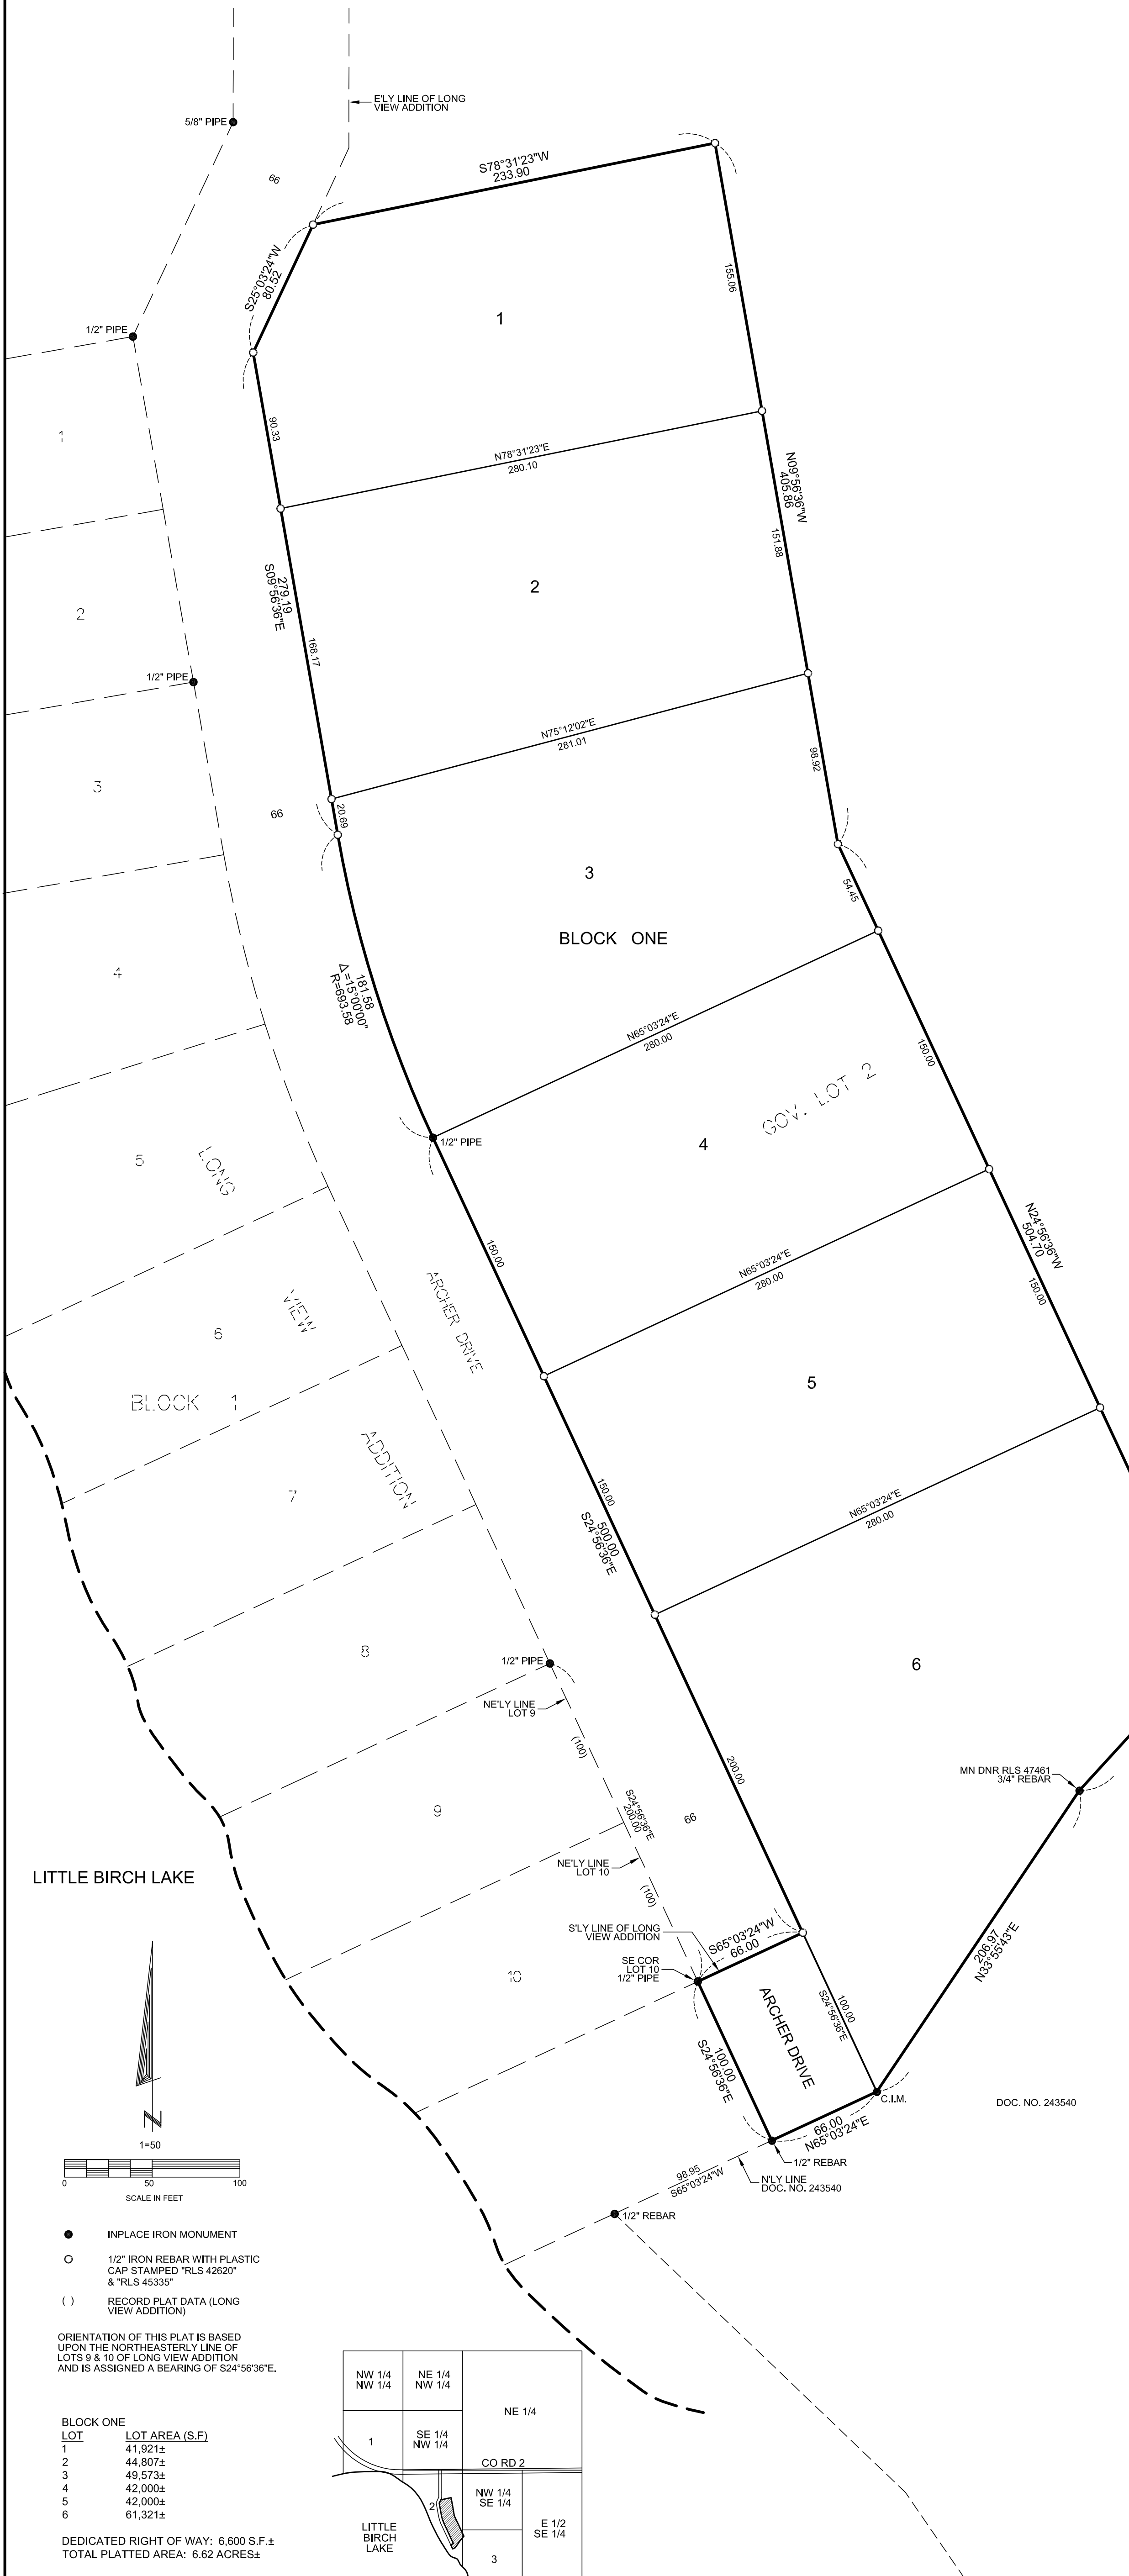 E'LY LINE OF LONG
VIEW ADDITION
5/8" PIPE
66
S78°31'23"W
233.90
S25°03'24"W
80.52
155.06
1
1/2" PIPE
90.33
1
N78°31'23"E
280.10
N09°56'36"W
405.86
151.88
279.19
S09°56'36"E
2
2
168.17
1/2" PIPE
N75°12'02"E
281.01
98.92
3
66
20.69
3
54.45
BLOCK ONE
4
181.58
Δ=15°00'00"
R=693.58
N65°03'24"E
280.00
150.00
GOV. LOT 2
1/2" PIPE
4
5
LONG
N24°56'36"W
504.70
150.00
N65°03'24"E
280.00
150.00
ARCHER DRIVE
VIEW
6
5
BLOCK 1
ADDITION
7
150.00
500.00
S24°56'36"E
N65°03'24"E
280.00
8
1/2" PIPE
6
NE'LY LINE
LOT 9
(100)
200.00
MN DNR RLS 47461
3/4" REBAR
S24°56'36"E
200.00
9
66
NE'LY LINE
LOT 10
(100)
LITTLE BIRCH LAKE
S'LY LINE OF LONG
VIEW ADDITION
S65°03'24"W
66.00
SE COR
LOT 10
1/2" PIPE
10
206.97
N33°55'43"E
100.00
S24°56'36"E
ARCHER DRIVE
100.00
S24°56'36"E
C.I.M.
DOC. NO. 243540
66.00
N65°03'24"E
1/2" REBAR
N'LY LINE
DOC. NO. 243540
98.95
S65°03'24"W
1/2" REBAR
N
1=50
0 50 100
SCALE IN FEET
INPLACE IRON MONUMENT
1/2" IRON REBAR WITH PLASTIC
CAP STAMPED "RLS 42620"
& "RLS 45335"
( ) RECORD PLAT DATA (LONG
VIEW ADDITION)
ORIENTATION OF THIS PLAT IS BASED
UPON THE NORTHEASTERLY LINE OF
LOTS 9 & 10 OF LONG VIEW ADDITION
AND IS ASSIGNED A BEARING OF S24°56'36"E.
BLOCK ONE
LOT LOT AREA (S.F)
1 41,921±
2 44,807±
3 49,573±
4 42,000±
5 42,000±
6 61,321±
DEDICATED RIGHT OF WAY: 6,600 S.F.±
TOTAL PLATTED AREA: 6.62 ACRES±
NW 1/4
NW 1/4
NE 1/4
NW 1/4
NE 1/4
1
SE 1/4
NW 1/4
CO RD 2
2
NW 1/4
SE 1/4
E 1/2
SE 1/4
LITTLE
BIRCH
LAKE
3